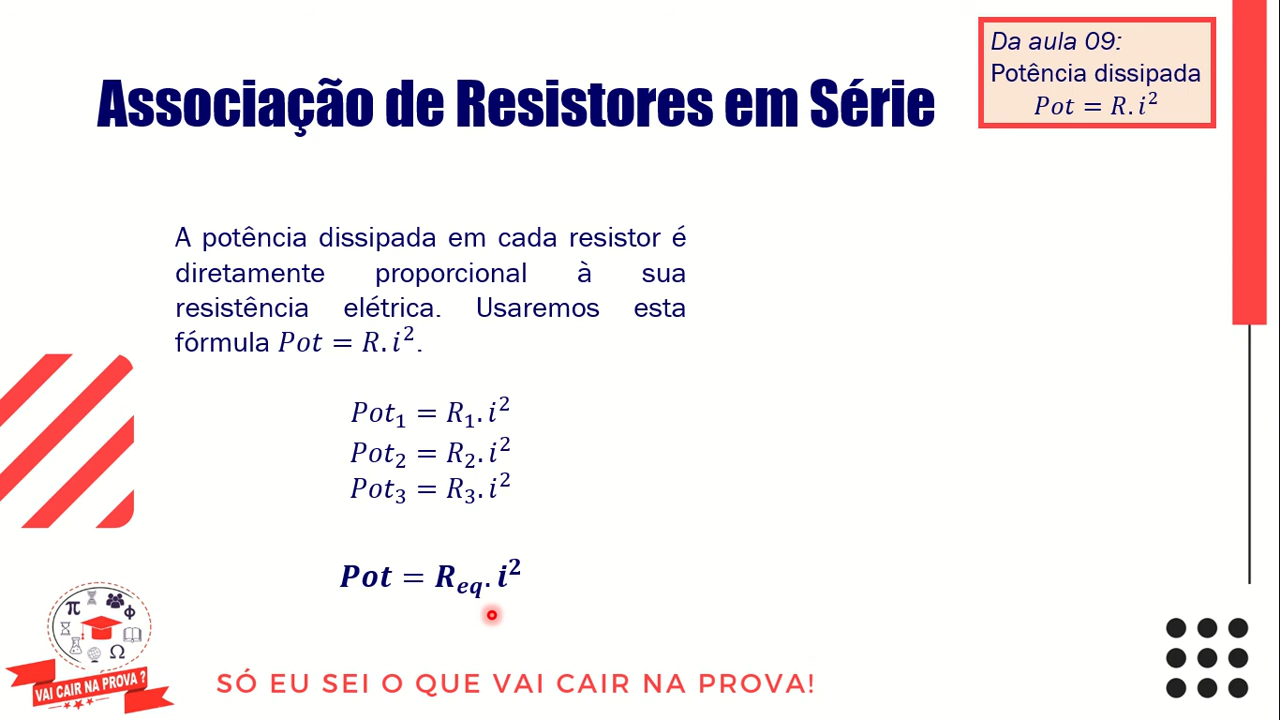 Da aula 09:
Potência dissipada
Pot = R.i²
Associação de Resistores em Série
A potência dissipada em cada resistor é
diretamente proporcional à sua
resistência elétrica. Usaremos esta
fórmula Pot = R.i².
Pot₁ = R₁.i²
Pot₂ = R₂.i²
Pot₃ = R₃.i²
Pot = R_eq.i²
π
Φ
Ω
VAI CAIR NA PROVA ?
SÓ EU SEI O QUE VAI CAIR NA PROVA!